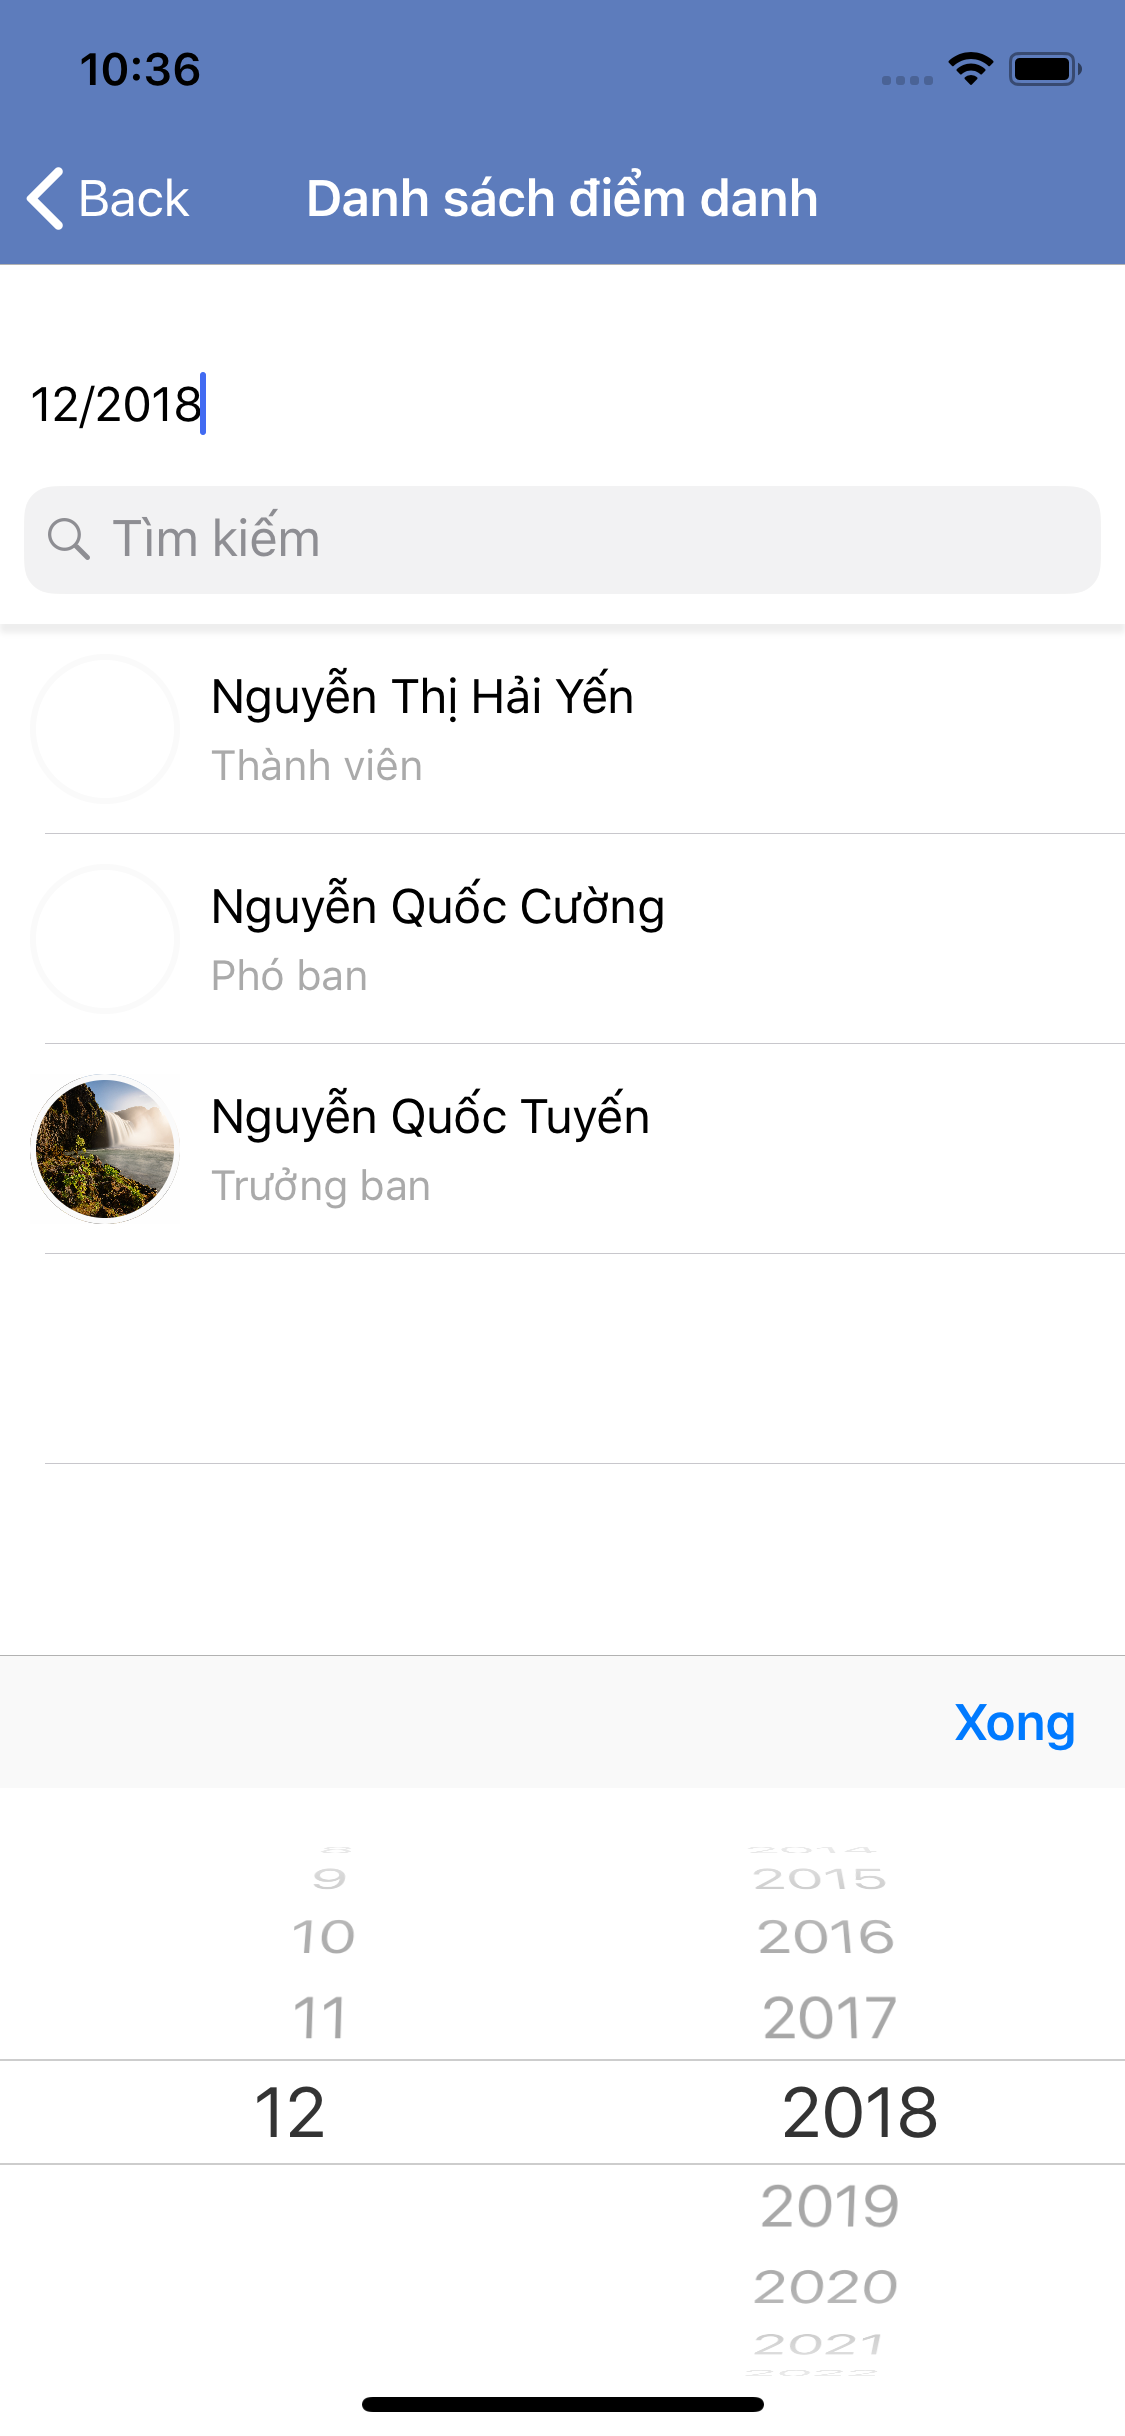 10:36
Back
Danh sách điểm danh
12/2018
Tìm kiếm
Nguyễn Thị Hải Yến
Thành viên
Nguyễn Quốc Cường
Phó ban
Nguyễn Quốc Tuyến
Trưởng ban
Xong
8 2014
9 2015
10 2016
11 2017
12 2018
2019
2020
2021
2022